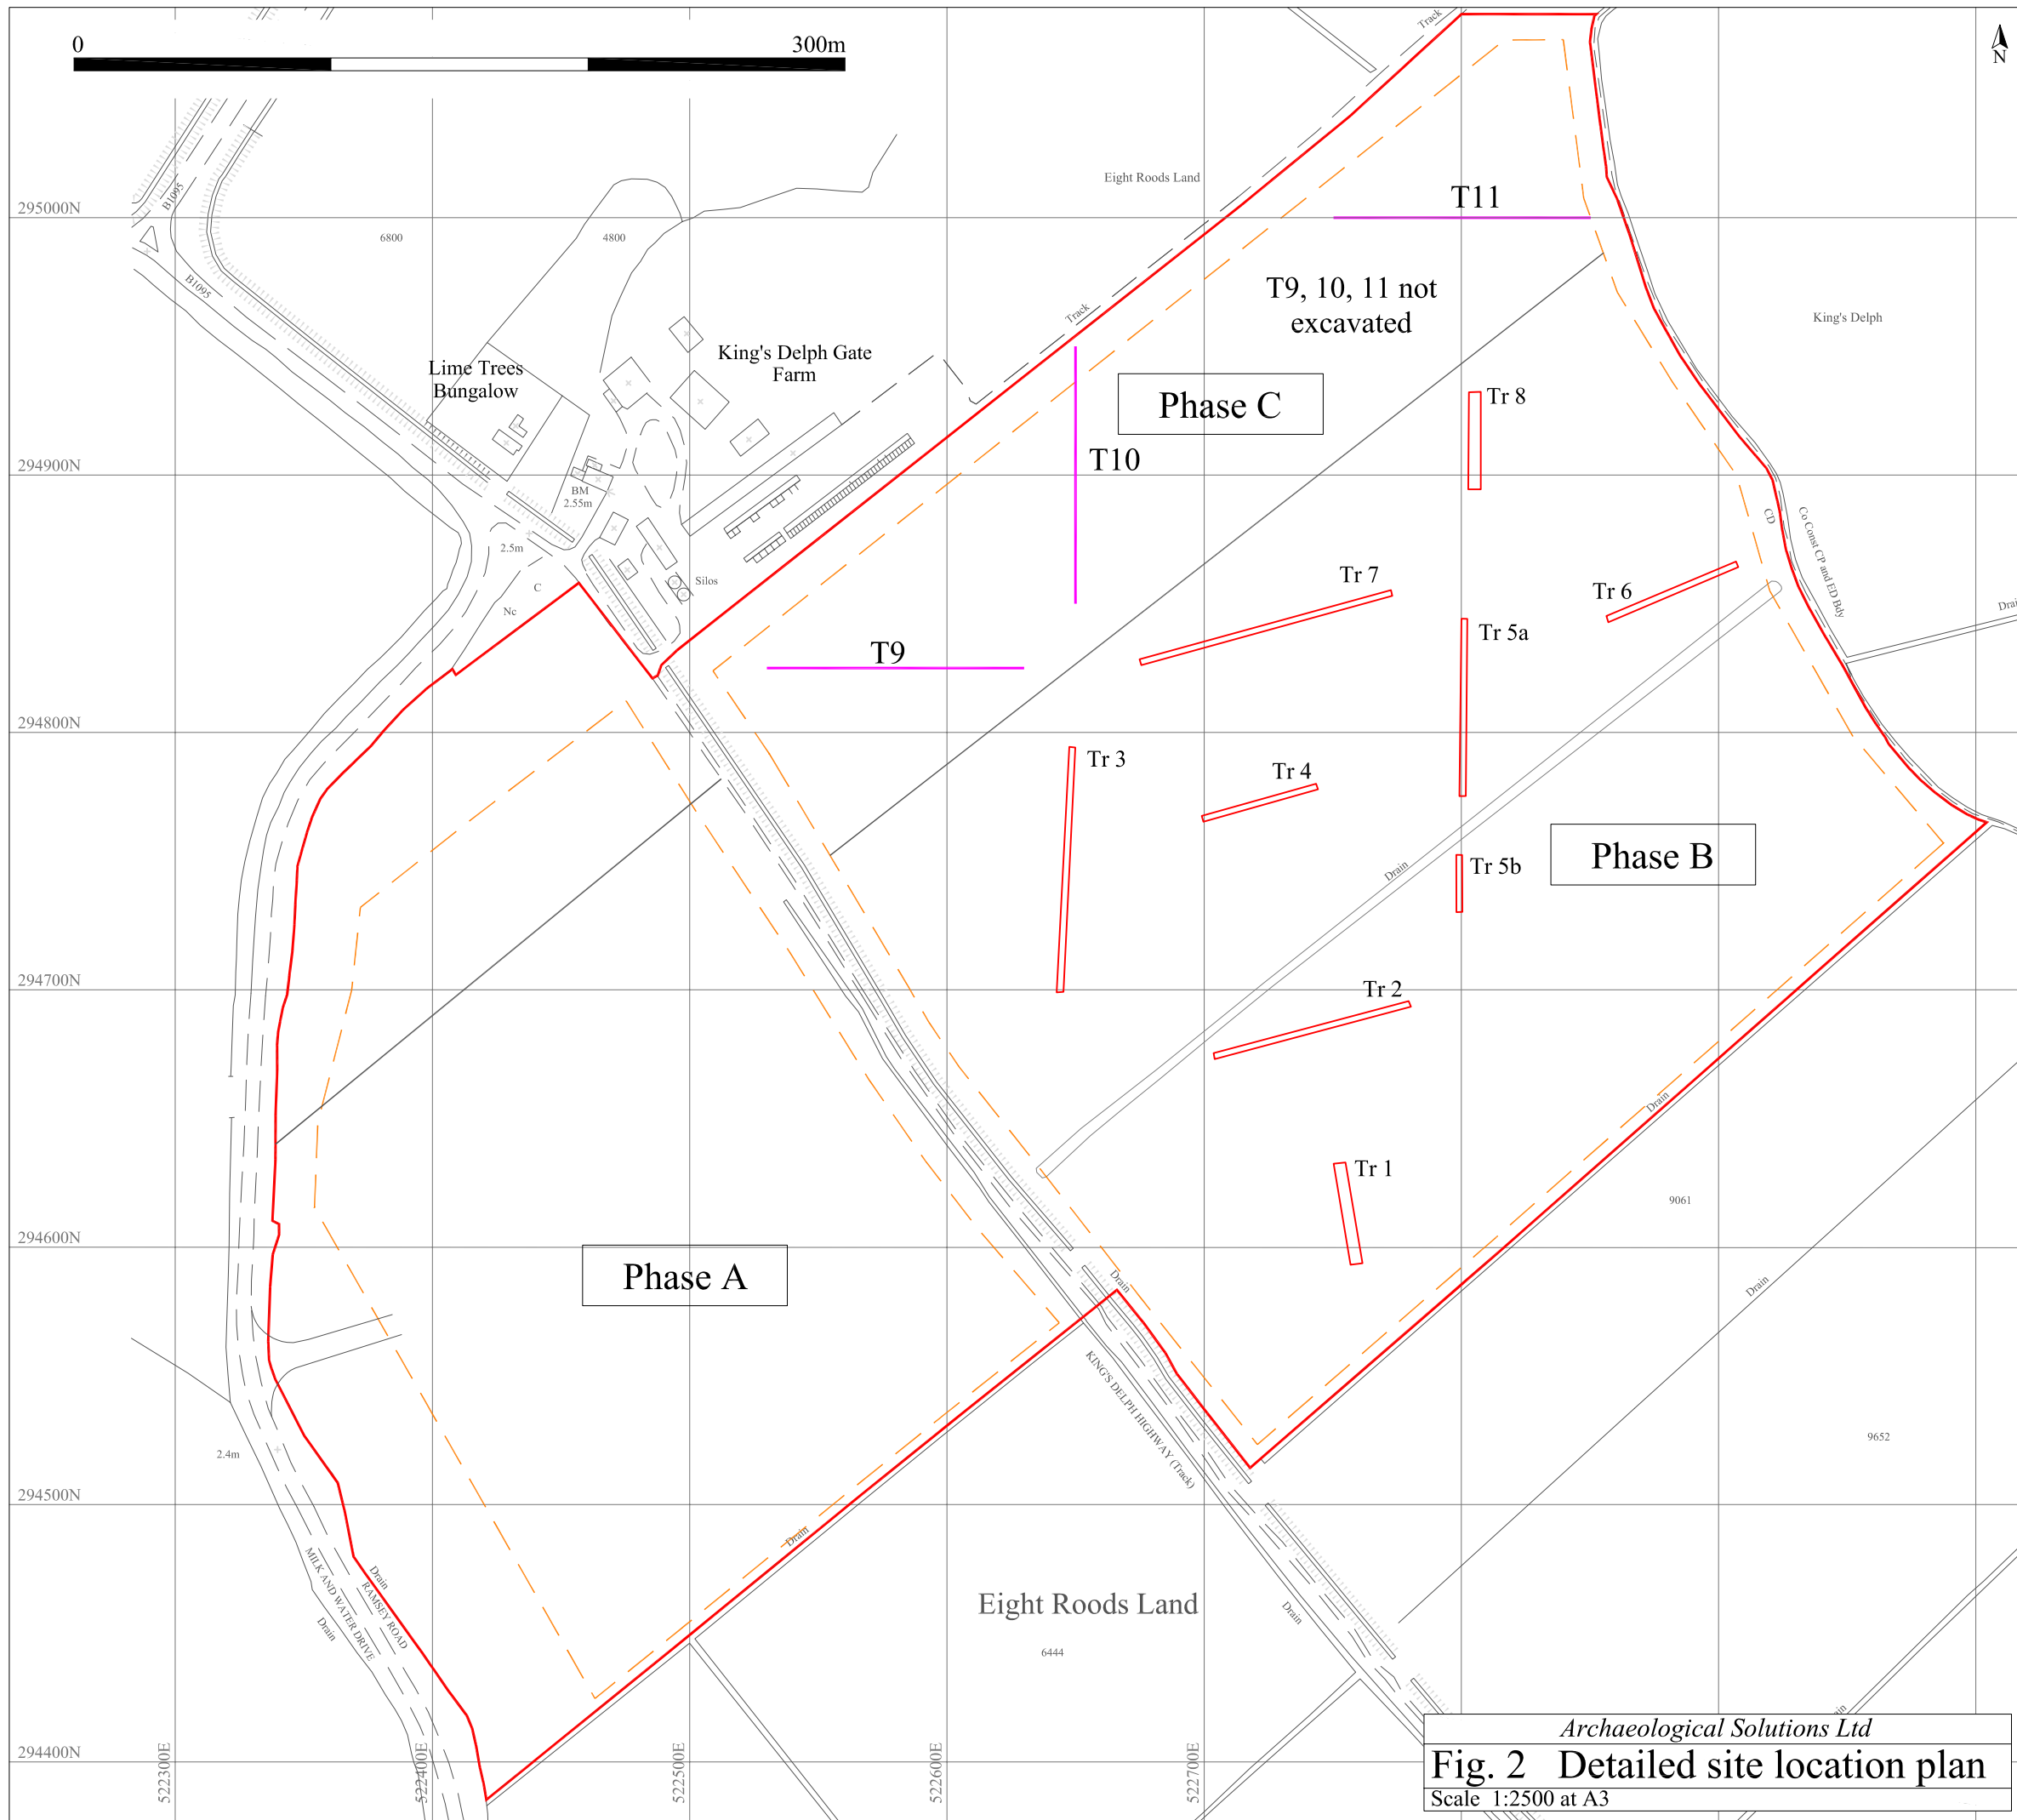 0
300m
Track
N
B1095
295000N
Eight Roods Land
T11
6800
4800
B1095
T9, 10, 11 not
excavated
Track
King's Delph
Lime Trees
Bungalow
King's Delph Gate
Farm
Phase C
Tr 8
294900N
T10
BM
2.55m
2.5m
CD
Co Const CP and ED Bdy
C
Nc
Silos
Tr 7
Tr 6
Drai
Tr 5a
T9
294800N
Tr 3
Tr 4
Phase B
Drain
Tr 5b
294700N
Tr 2
Drain
Tr 1
9061
294600N
Phase A
Drain
Drain
KING'S DELPH HIGHWAY (Track)
2.4m
9652
294500N
Drain
MILK AND WATER DRIVE
Drain
RAMSEY ROAD
Drain
Eight Roods Land
Drain
6444
294400N
522300E
522400E
522500E
522600E
522700E
ain
Archaeological Solutions Ltd
Fig. 2 Detailed site location plan
Scale 1:2500 at A3